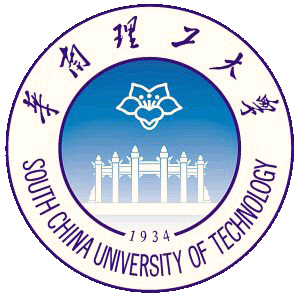 华南理工大学
1934
SOUTH CHINA UNIVERSITY OF TECHNOLOGY